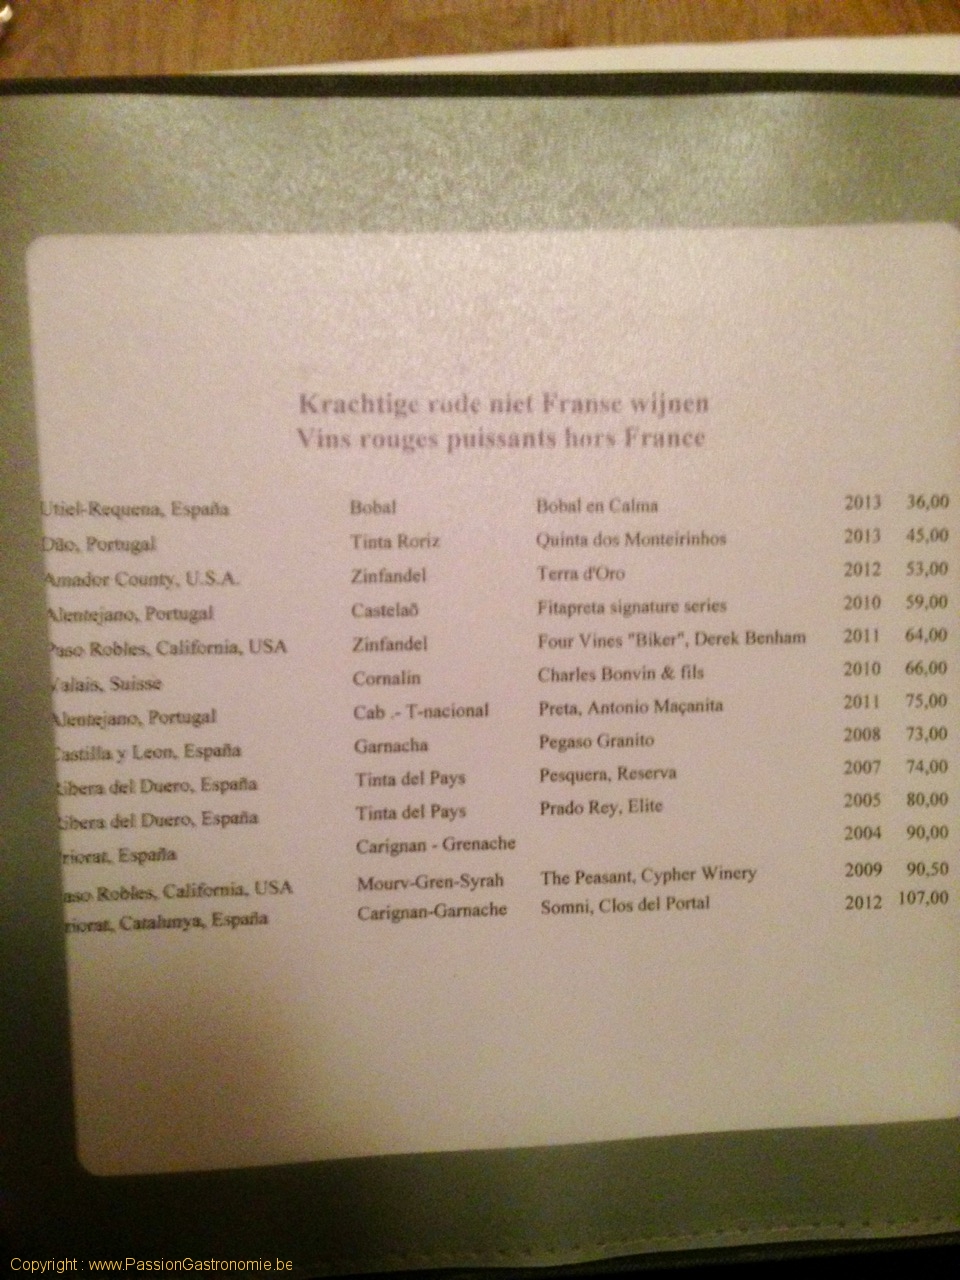 Krachtige rode niet Franse wijnen
Vins rouges puissants hors France
Utiel-Requena, España Bobal Bobal en Calma 2013 36,00
Dão, Portugal Tinta Roriz Quinta dos Monteirinhos 2013 45,00
Amador County, U.S.A. Zinfandel Terra d'Oro 2012 53,00
Alentejano, Portugal Castelaõ Fitapreta signature series 2010 59,00
Paso Robles, California, USA Zinfandel Four Vines "Biker", Derek Benham 2011 64,00
Valais, Suisse Cornalin Charles Bonvin & fils 2010 66,00
Alentejano, Portugal Cab .- T-nacional Preta, Antonio Maçanita 2011 75,00
Castilla y Leon, España Garnacha Pegaso Granito 2008 73,00
Ribera del Duero, España Tinta del Pays Pesquera, Reserva 2007 74,00
Ribera del Duero, España Tinta del Pays Prado Rey, Elite 2005 80,00
Priorat, España Carignan - Grenache 2004 90,00
Paso Robles, California, USA Mourv-Gren-Syrah The Peasant, Cypher Winery 2009 90,50
Priorat, Catalunya, España Carignan-Garnache Somni, Clos del Portal 2012 107,00
Copyright : www.PassionGastronomie.be